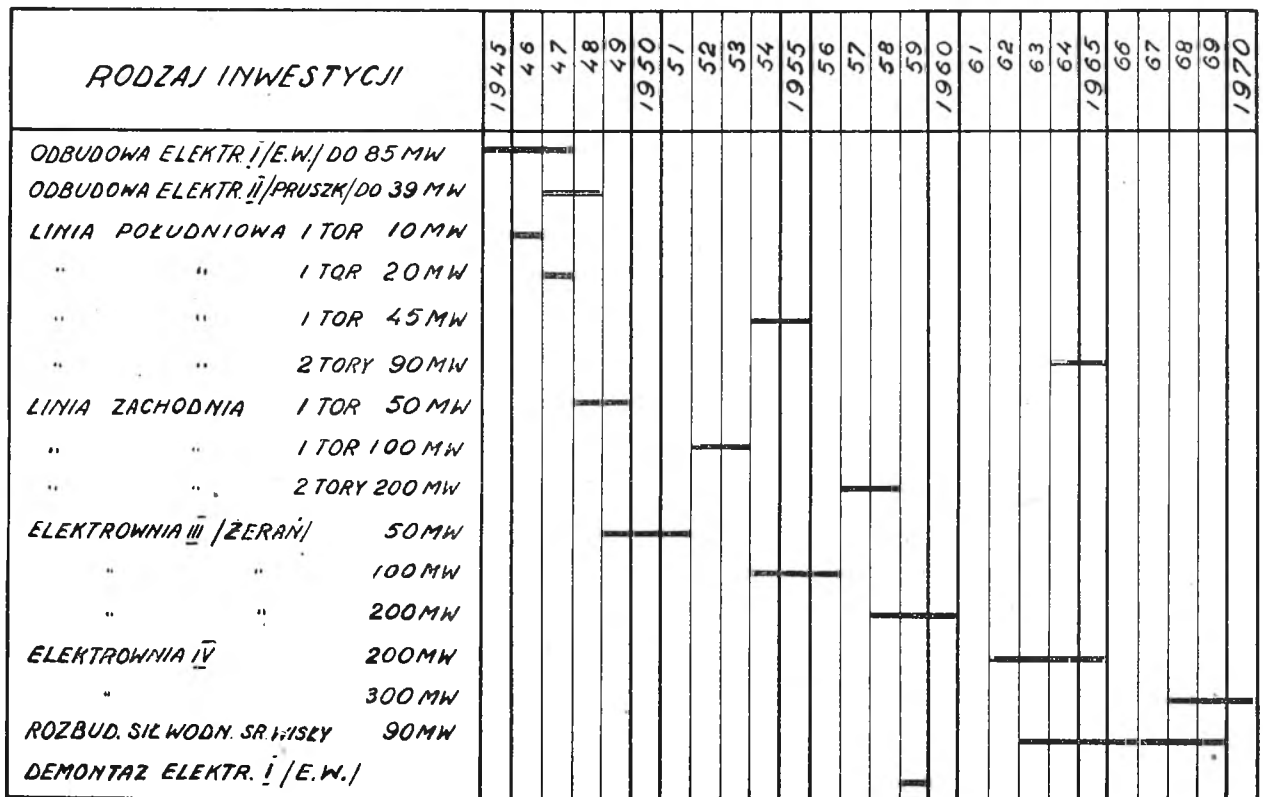 RODZAJ INWESTYCJI
1945 46 47 48 49 1950 51 52 53 54 1955 56 57 58 59 1960 61 62 63 64 1965 66 67 68 69 1970
ODBUDOWA ELEKTR. I /E.W./ DO 85 MW
ODBUDOWA ELEKTR. II /PRUSZK/ DO 39 MW
LINIA POŁUDNIOWA 1 TOR 10 MW
" " 1 TOR 20 MW
" " 1 TOR 45 MW
" " 2 TORY 90 MW
LINIA ZACHODNIA 1 TOR 50 MW
" " 1 TOR 100 MW
" " 2 TORY 200 MW
ELEKTROWNIA III /ŻERAŃ/ 50 MW
" " 100 MW
" " 200 MW
ELEKTROWNIA IV 200 MW
" 300 MW
ROZBUD. SIŁ WODN. ŚR. WISŁY 90 MW
DEMONTAŻ ELEKTR. I /E.W./